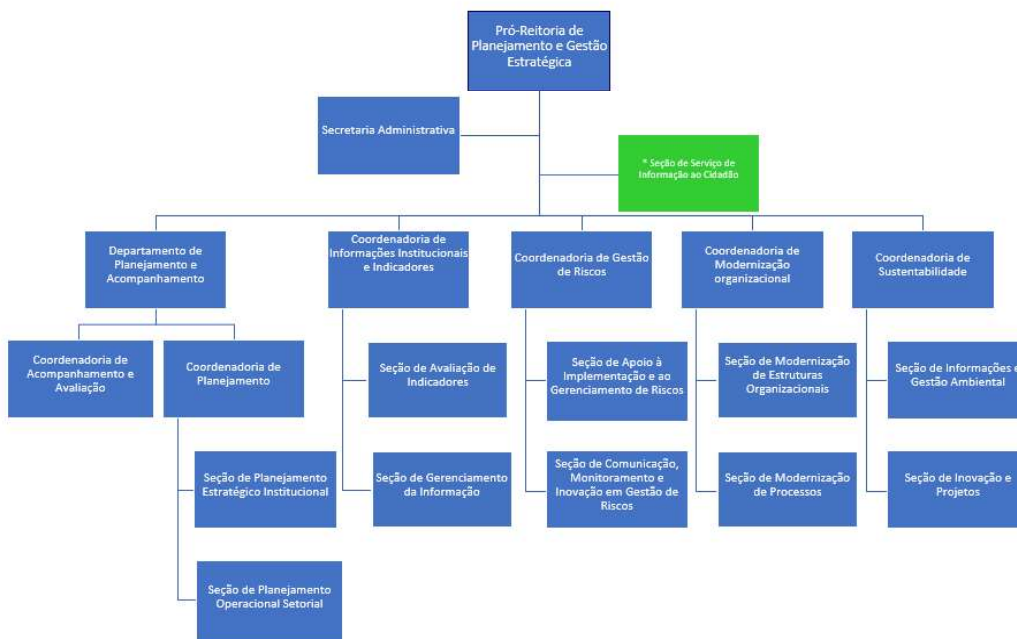 Pró-Reitoria de
Planejamento e Gestão
Estratégica
Secretaria Administrativa
* Seção de Serviço de
Informação ao Cidadão
Departamento de
Planejamento e
Acompanhamento
Coordenadoria de
Informações Institucionais
e Indicadores
Coordenadoria de Gestão
de Riscos
Coordenadoria de
Modernização
organizacional
Coordenadoria de
Sustentabilidade
Coordenadoria de
Acompanhamento e
Avaliação
Coordenadoria de
Planejamento
Seção de Avaliação de
Indicadores
Seção de Apoio à
Implementação e ao
Gerenciamento de Riscos
Seção de Modernização
de Estruturas
Organizacionais
Seção de Informações e
Gestão Ambiental
Seção de Planejamento
Estratégico Institucional
Seção de Gerenciamento
da Informação
Seção de Comunicação,
Monitoramento e
Inovação em Gestão de
Riscos
Seção de Modernização
de Processos
Seção de Inovação e
Projetos
Seção de Planejamento
Operacional Setorial